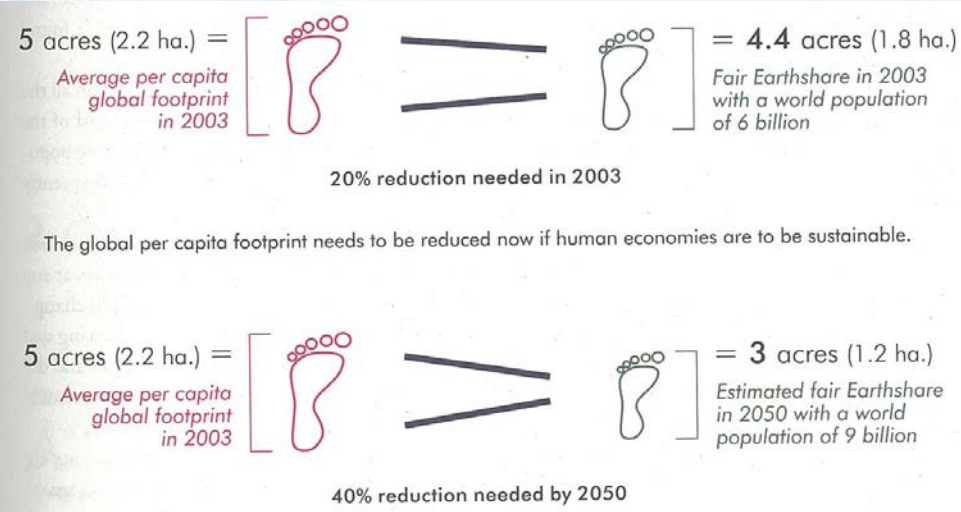 5 acres (2.2 ha.) =
Average per capita
global footprint
in 2003
= 4.4 acres (1.8 ha.)
Fair Earthshare in 2003
with a world population
of 6 billion
20% reduction needed in 2003
The global per capita footprint needs to be reduced now if human economies are to be sustainable.
5 acres (2.2 ha.) =
Average per capita
global footprint
in 2003
= 3 acres (1.2 ha.)
Estimated fair Earthshare
in 2050 with a world
population of 9 billion
40% reduction needed by 2050